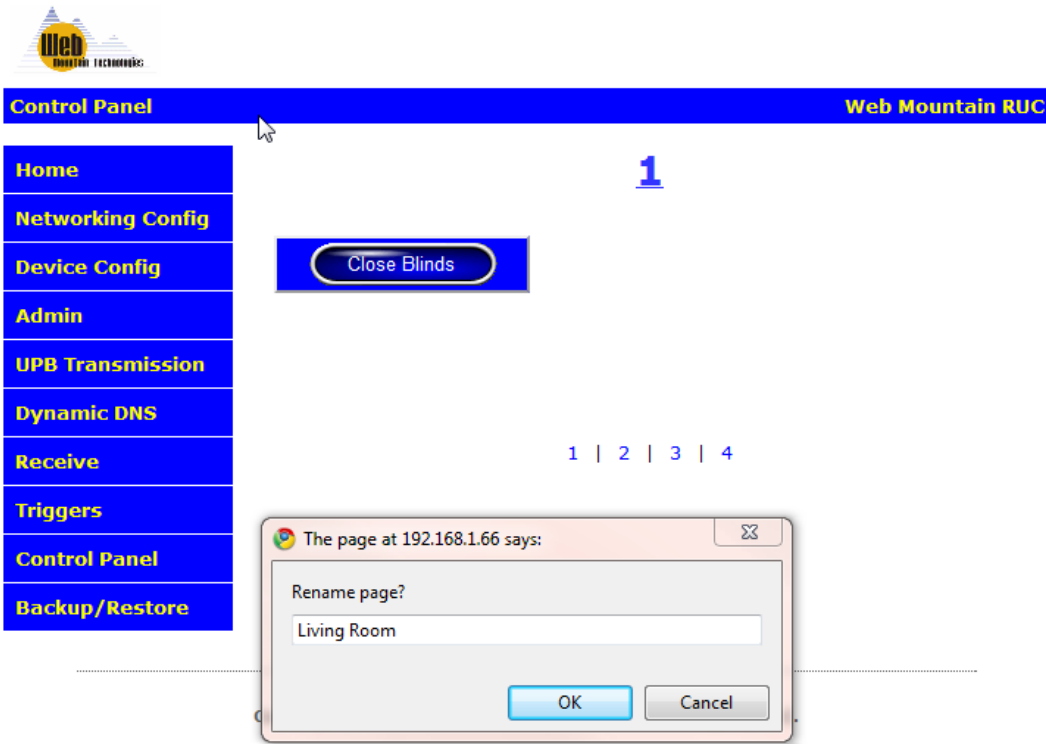 Web
Mountain Technologies
Control Panel
Web Mountain RUC
Home
1
Networking Config
Close Blinds
Device Config
Admin
UPB Transmission
Dynamic DNS
1 | 2 | 3 | 4
Receive
Triggers
The page at 192.168.1.66 says:
Control Panel
Rename page?
Backup/Restore
Living Room
OK
Cancel